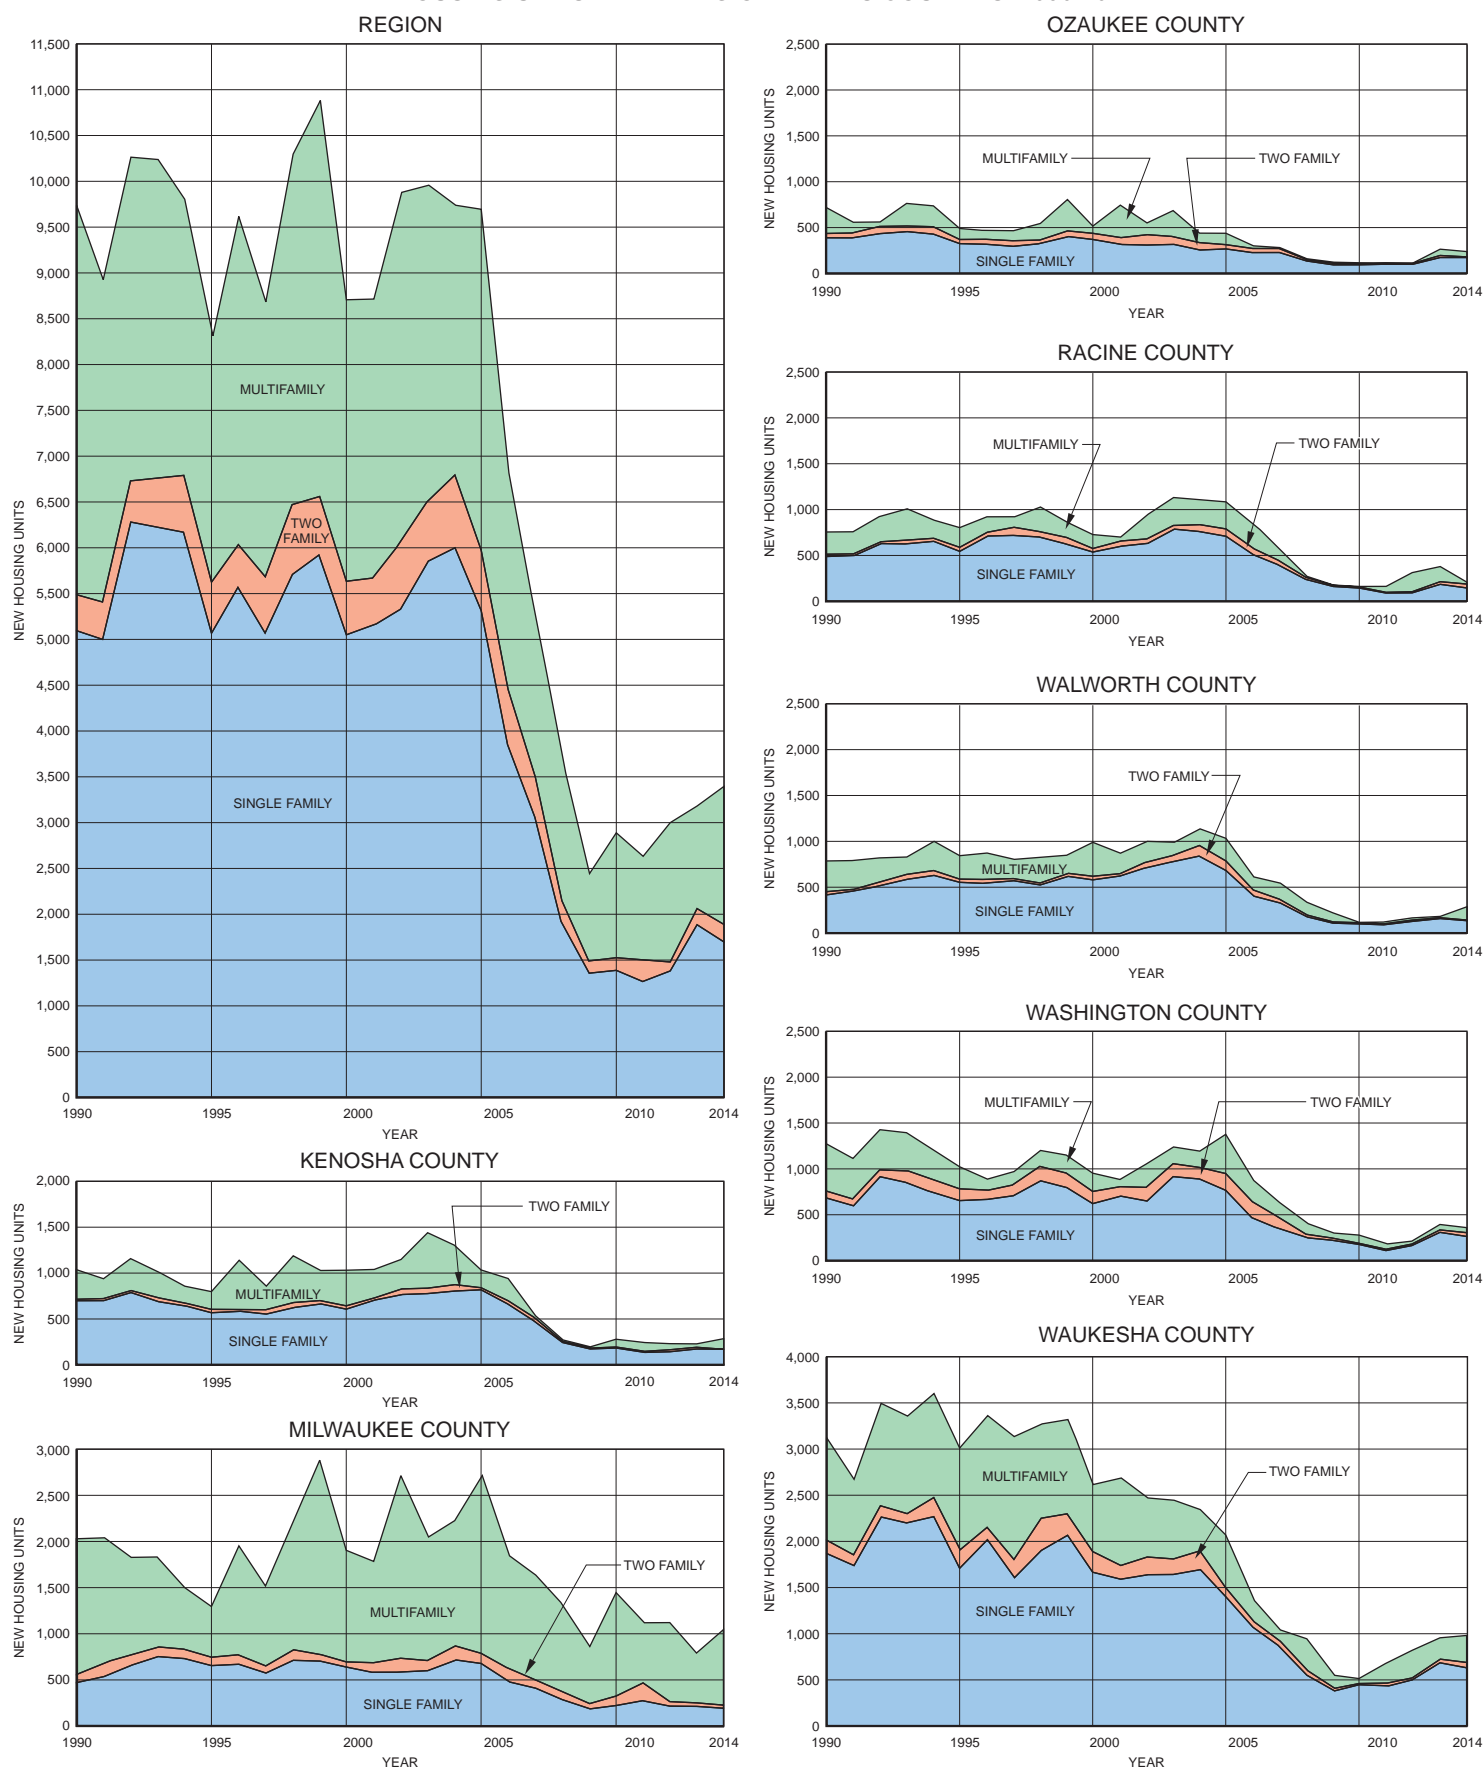 REGION
11,500
11,000
10,500
10,000
9,500
9,000
8,500
8,000
7,500
7,000
6,500
6,000
5,500
5,000
4,500
4,000
3,500
3,000
2,500
2,000
1,500
1,000
500
0
NEW HOUSING UNITS
MULTIFAMILY
TWO
FAMILY
SINGLE FAMILY
1990 1995 2000 2005 2010 2014
YEAR
KENOSHA COUNTY
2,000
1,500
1,000
500
0
NEW HOUSING UNITS
TWO FAMILY
MULTIFAMILY
SINGLE FAMILY
1990 1995 2000 2005 2010 2014
YEAR
MILWAUKEE COUNTY
3,000
2,500
2,000
1,500
1,000
500
0
NEW HOUSING UNITS
TWO FAMILY
MULTIFAMILY
SINGLE FAMILY
1990 1995 2000 2005 2010 2014
YEAR
OZAUKEE COUNTY
2,500
2,000
1,500
1,000
500
0
NEW HOUSING UNITS
MULTIFAMILY TWO FAMILY
SINGLE FAMILY
1990 1995 2000 2005 2010 2014
YEAR
RACINE COUNTY
2,500
2,000
1,500
1,000
500
0
NEW HOUSING UNITS
MULTIFAMILY TWO FAMILY
SINGLE FAMILY
1990 1995 2000 2005 2010 2014
YEAR
WALWORTH COUNTY
2,500
2,000
1,500
1,000
500
0
NEW HOUSING UNITS
TWO FAMILY
MULTIFAMILY
SINGLE FAMILY
1990 1995 2000 2005 2010 2014
YEAR
WASHINGTON COUNTY
2,500
2,000
1,500
1,000
500
0
NEW HOUSING UNITS
MULTIFAMILY TWO FAMILY
SINGLE FAMILY
1990 1995 2000 2005 2010 2014
YEAR
WAUKESHA COUNTY
4,000
3,500
3,000
2,500
2,000
1,500
1,000
500
0
NEW HOUSING UNITS
TWO FAMILY
MULTIFAMILY
SINGLE FAMILY
1990 1995 2000 2005 2010 2014
YEAR